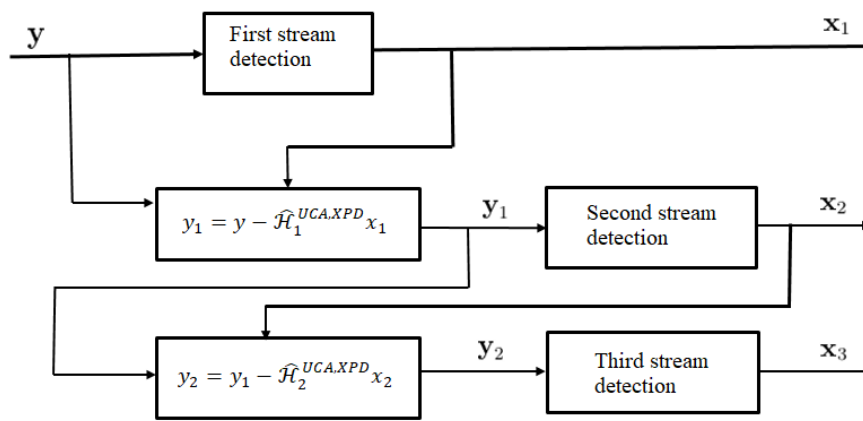 y
First stream
detection
x₁
y₁ = y − Ĥ₁^{UCA,XPD} x₁
y₁
Second stream
detection
x₂
y₂ = y₁ − Ĥ₂^{UCA,XPD} x₂
y₂
Third stream
detection
x₃